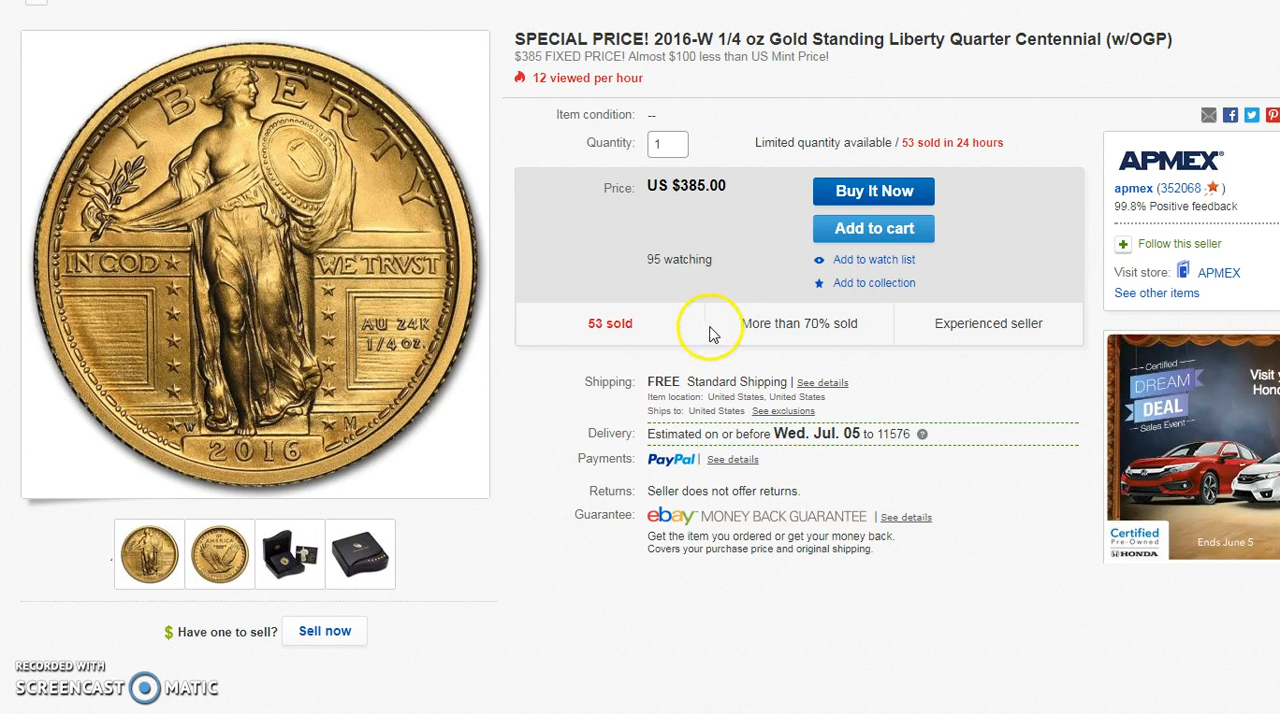 LIBERTY
IN GOD ★ WE TRVST
AU 24K
1/4 OZ.
W M
2016
$ Have one to sell? Sell now
RECORDED WITH
SCREENCAST MATIC
SPECIAL PRICE! 2016-W 1/4 oz Gold Standing Liberty Quarter Centennial (w/OGP)
$385 FIXED PRICE! Almost $100 less than US Mint Price!
12 viewed per hour
Item condition: --
Quantity: 1 Limited quantity available / 53 sold in 24 hours
Price: US $385.00 Buy It Now
Add to cart
95 watching Add to watch list
Add to collection
53 sold More than 70% sold Experienced seller
Shipping: FREE Standard Shipping | See details
Item location: United States, United States
Ships to: United States See exclusions
Delivery: Estimated on or before Wed. Jul. 05 to 11576 ?
Payments: PayPal | See details
Returns: Seller does not offer returns.
Guarantee: ebay MONEY BACK GUARANTEE | See details
Get the item you ordered or get your money back.
Covers your purchase price and original shipping.
APMEX®
apmex (352068 )
99.8% Positive feedback
+ Follow this seller
Visit store: APMEX
See other items
Certified
DREAM
DEAL
Sales Event
Visit y
Hond
Certified
Pre-Owned
HONDA
Ends June 5